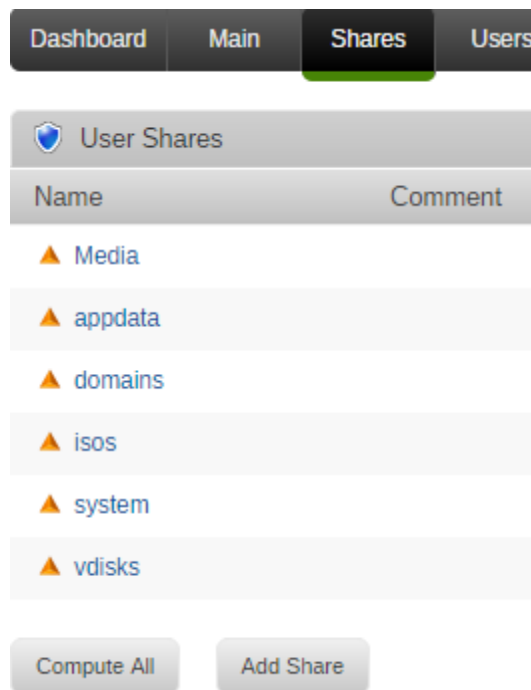 Dashboard Main Shares Users
User Shares
Name Comment
Media
appdata
domains
isos
system
vdisks
Compute All Add Share